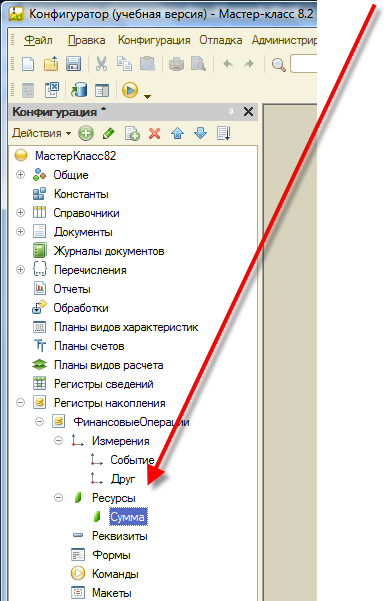 Конфигуратор (учебная версия) - Мастер-класс 8.2
Файл Правка Конфигурация Отладка Администрир
Конфигурация *
Действия
МастерКласс82
Общие
Константы
Справочники
Документы
Журналы документов
Перечисления
Отчеты
Обработки
Планы видов характеристик
Планы счетов
Планы видов расчета
Регистры сведений
Регистры накопления
ФинансовыеОперации
Измерения
Событие
Друг
Ресурсы
Сумма
Реквизиты
Формы
Команды
Макеты